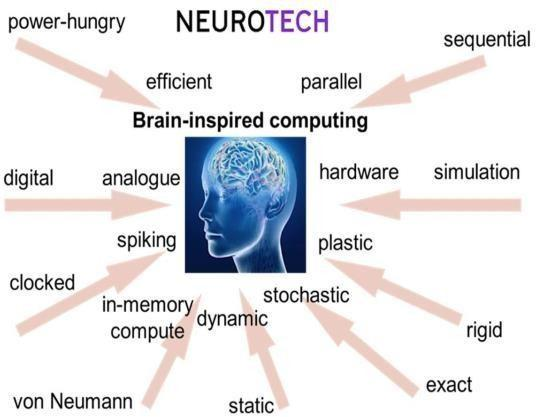 NEUROTECH
power-hungry
sequential
efficient
parallel
Brain-inspired computing
digital
analogue
hardware
simulation
spiking
plastic
clocked
in-memory
compute
dynamic
stochastic
rigid
von Neumann
static
exact